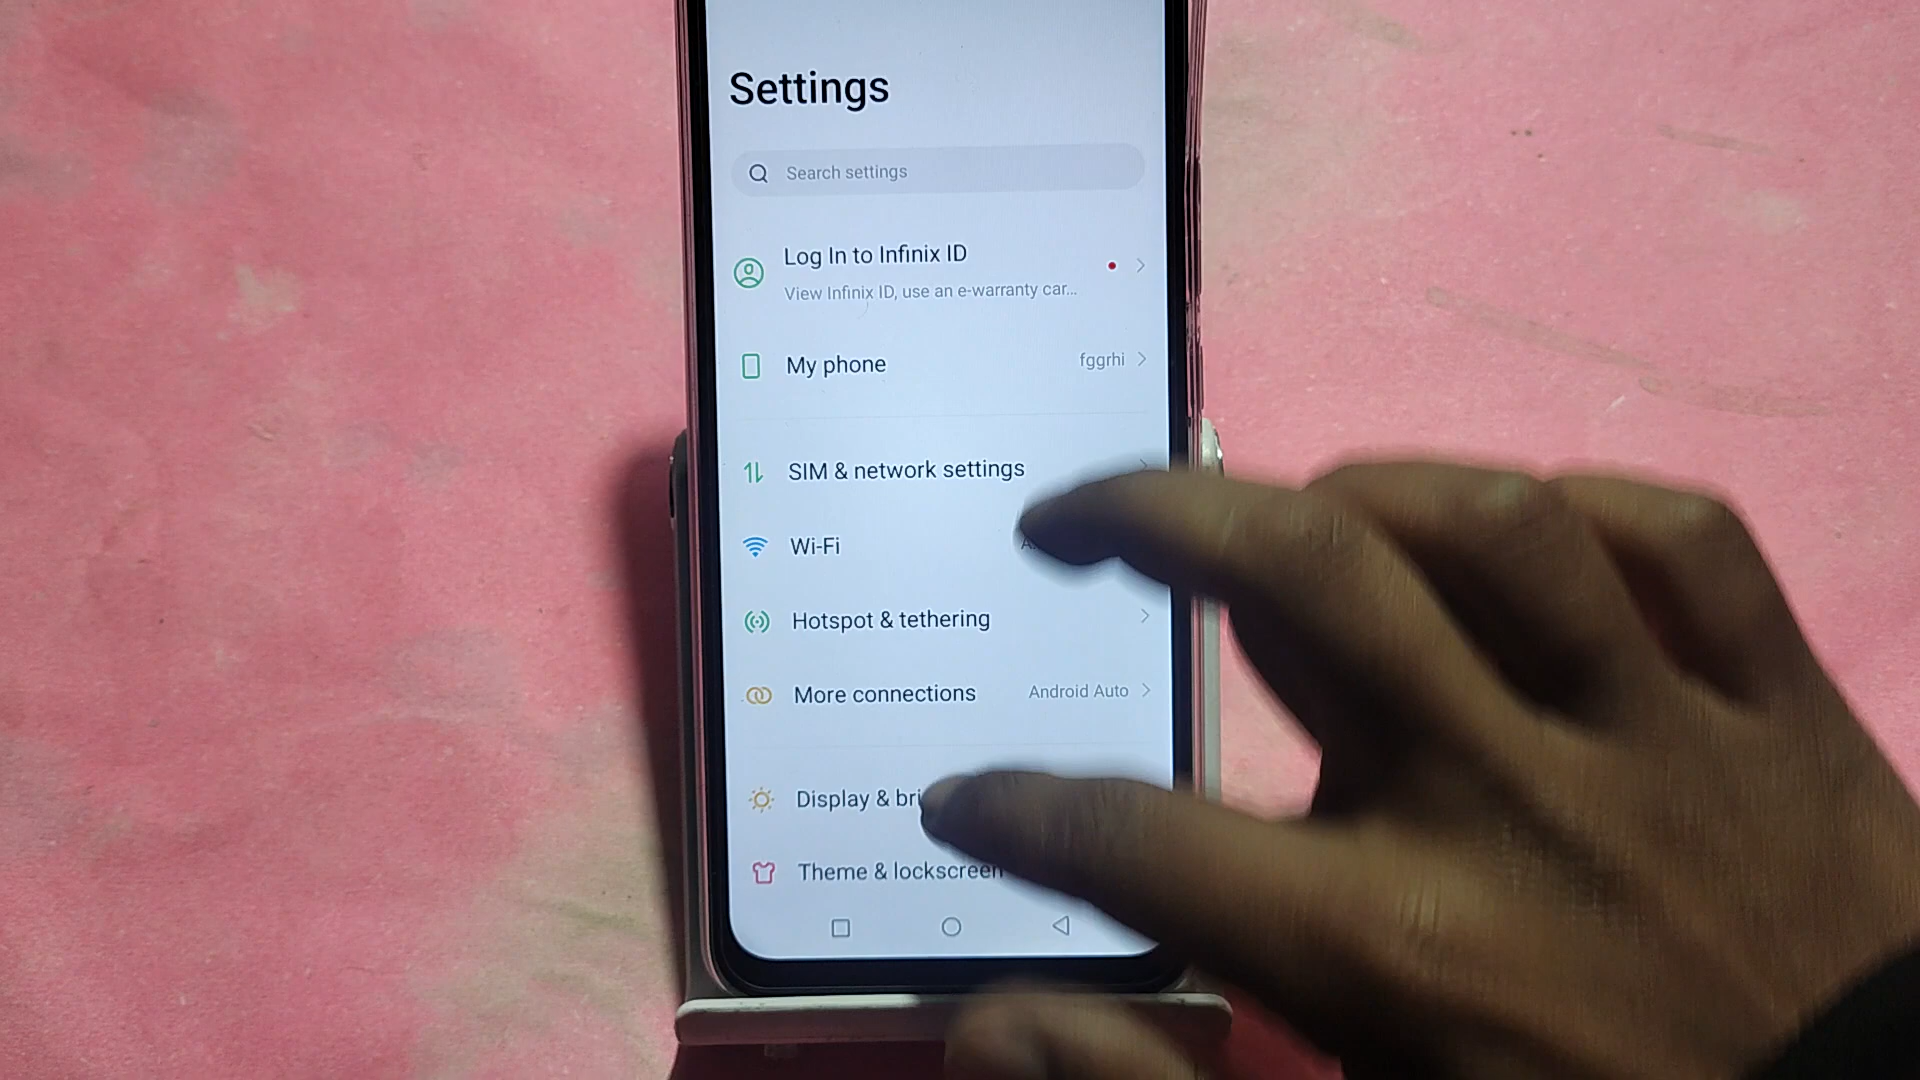 Settings
Search settings
Log In to Infinix ID
View Infinix ID, use an e-warranty car...
My phone
fggrhi
SIM & network settings
Wi-Fi
Hotspot & tethering
More connections
Android Auto
Display & bri
Theme & lockscreen